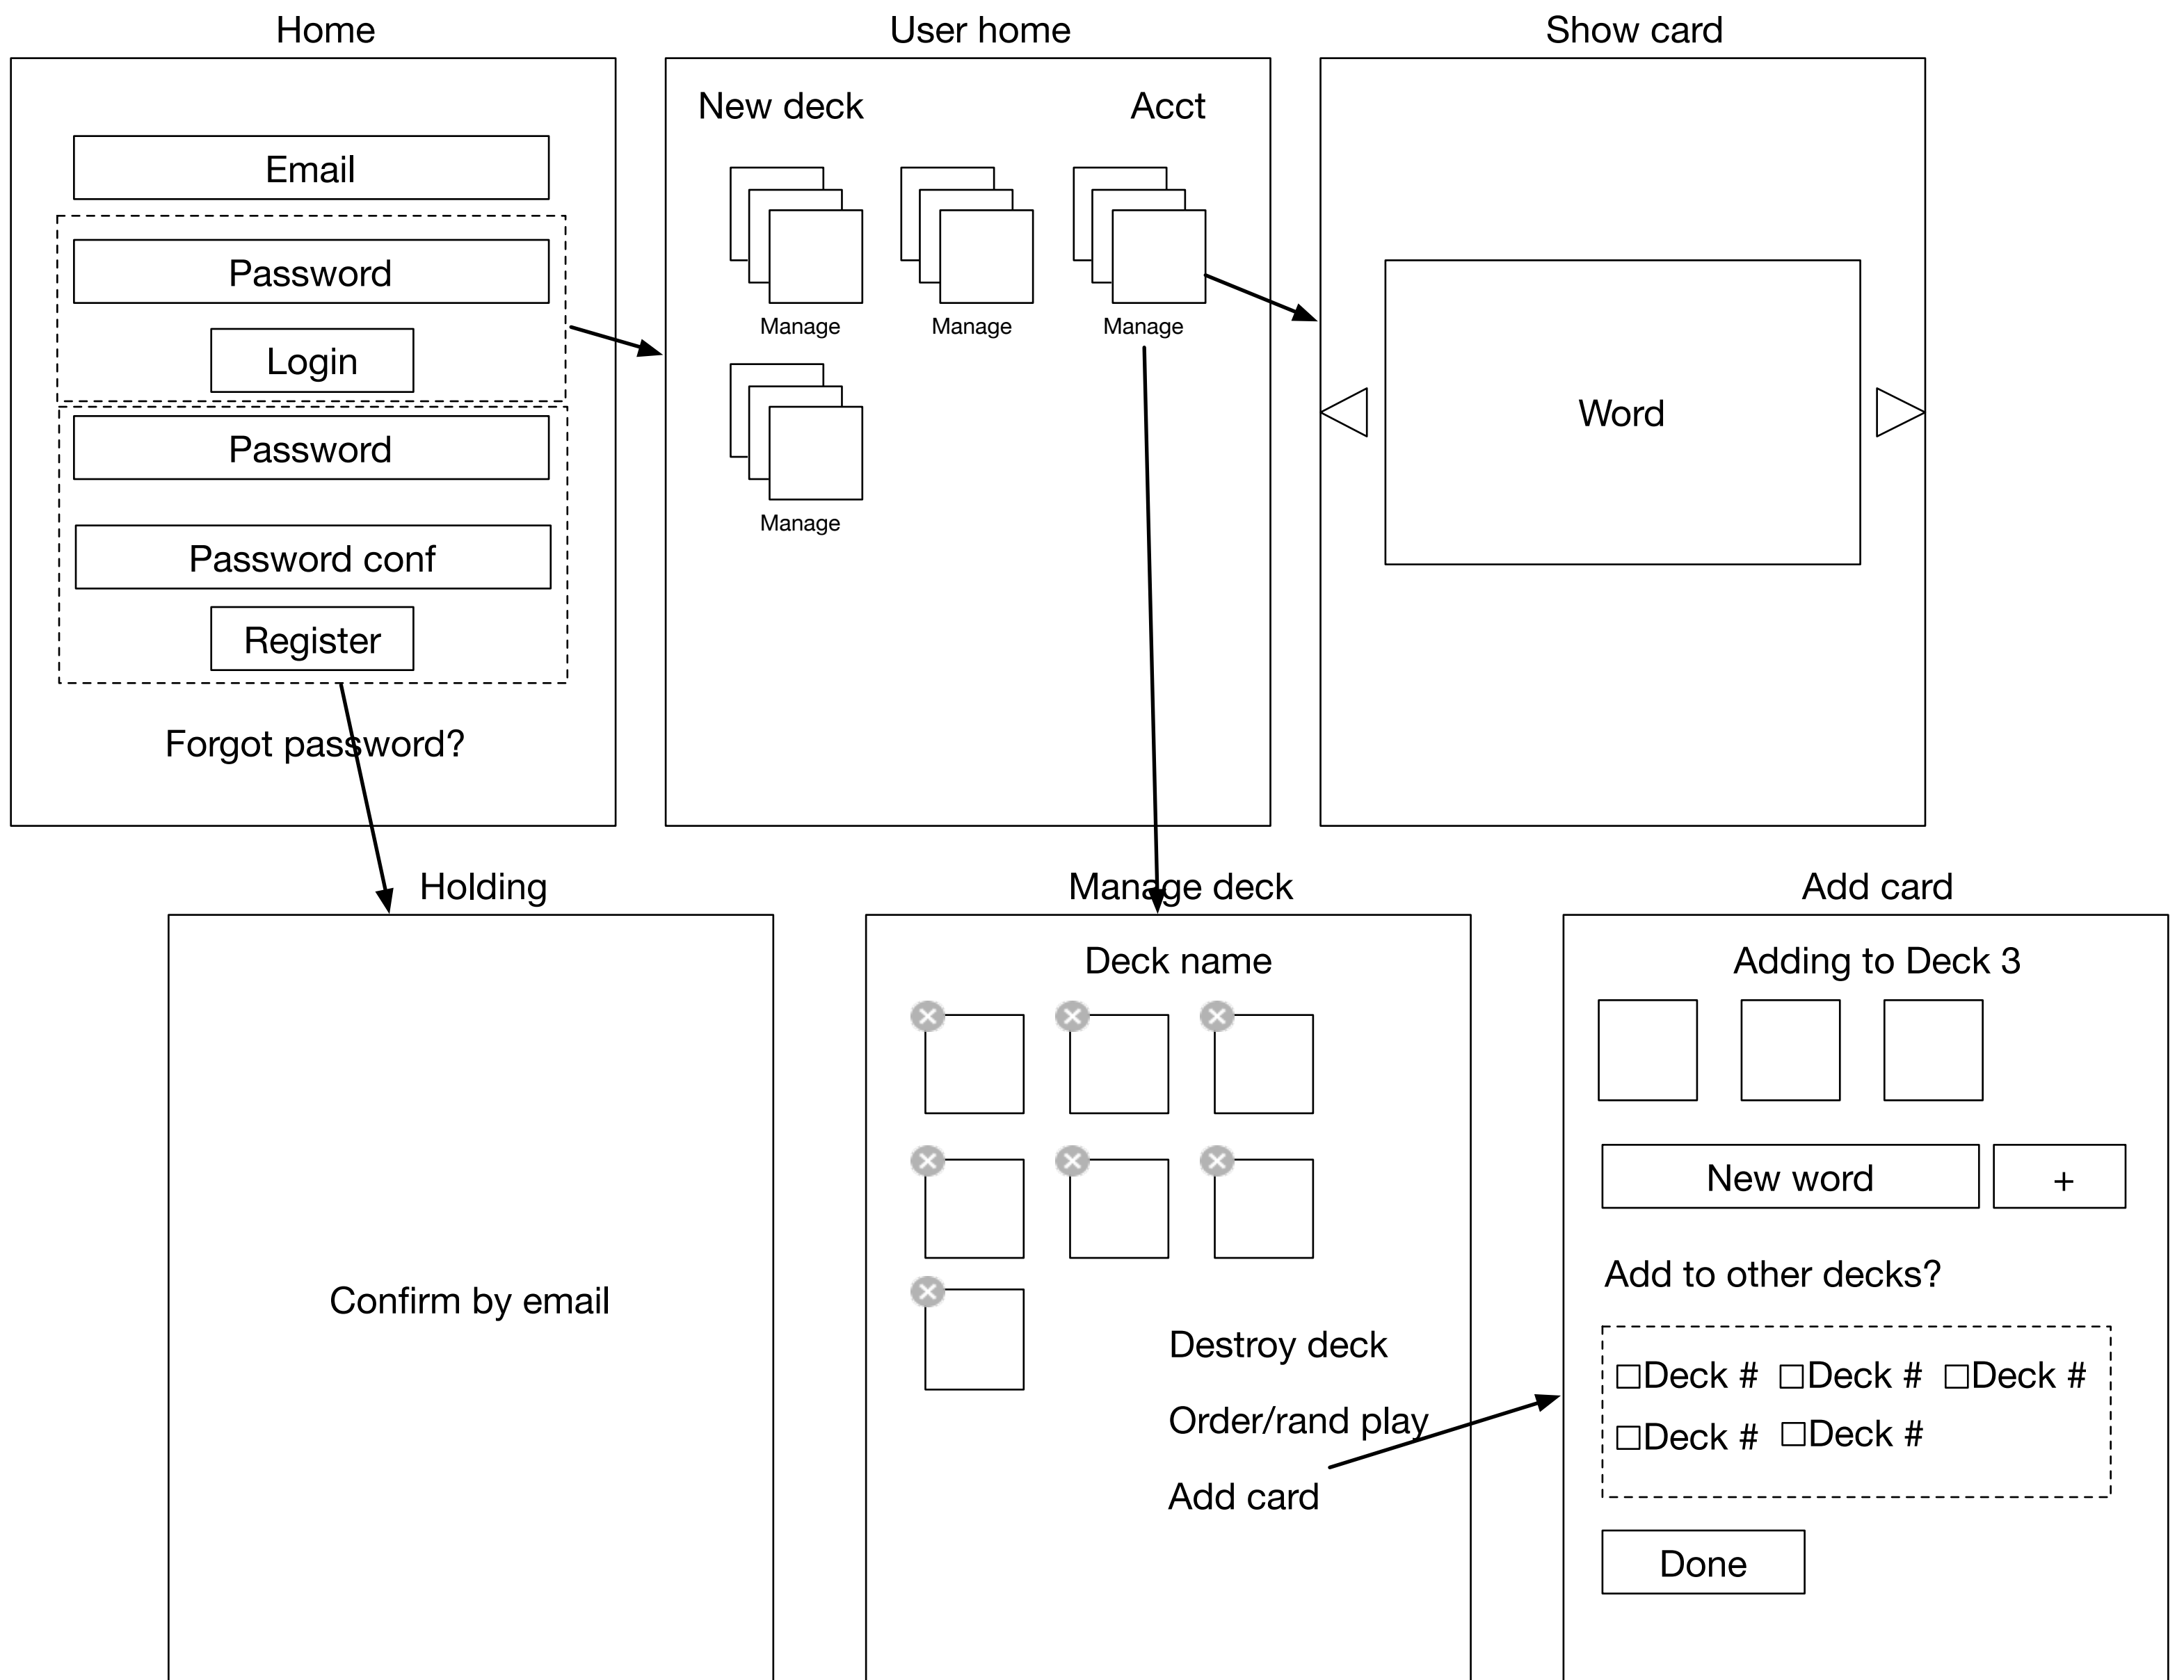 Home
Email
Password
Login
Password
Password conf
Register
Forgot password?
User home
New deck
Acct
Manage
Manage
Manage
Manage
Show card
Word
Holding
Confirm by email
Manage deck
Deck name
Destroy deck
Order/rand play
Add card
Add card
Adding to Deck 3
New word
+
Add to other decks?
Deck # Deck # Deck #
Deck # Deck #
Done